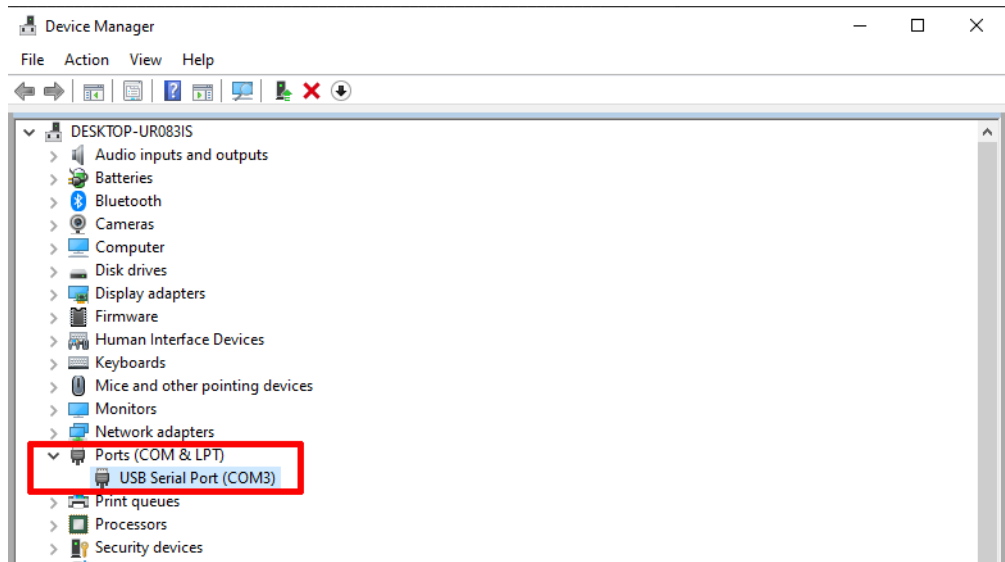 Device Manager
File Action View Help
DESKTOP-UR083IS
Audio inputs and outputs
Batteries
Bluetooth
Cameras
Computer
Disk drives
Display adapters
Firmware
Human Interface Devices
Keyboards
Mice and other pointing devices
Monitors
Network adapters
Ports (COM & LPT)
USB Serial Port (COM3)
Print queues
Processors
Security devices